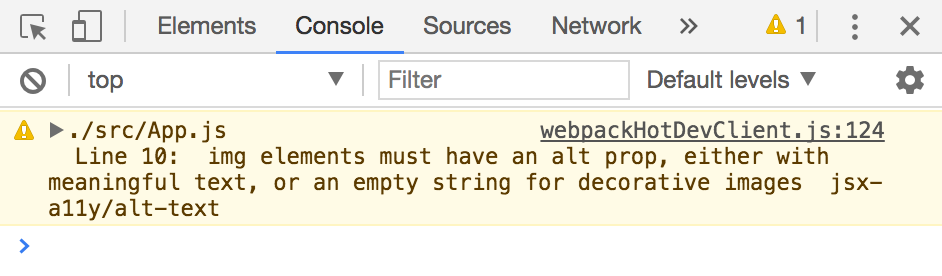 Elements Console Sources Network 1
top Filter Default levels
./src/App.js webpackHotDevClient.js:124
Line 10:  img elements must have an alt prop, either with
meaningful text, or an empty string for decorative images  jsx-
a11y/alt-text